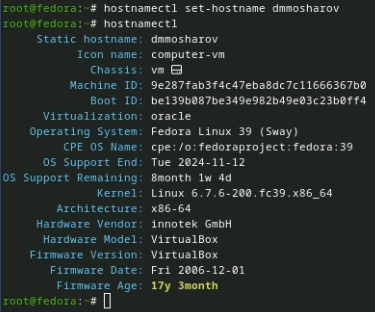 root@fedora:~# hostnamectl set-hostname dmmosharov
root@fedora:~# hostnamectl
Static hostname: dmmosharov
Icon name: computer-vm
Chassis: vm 🖴
Machine ID: 9e287fab3f4c47eba8dc7c11666367b0
Boot ID: be139b087be349e982b49e03c23b0ff4
Virtualization: oracle
Operating System: Fedora Linux 39 (Sway)
CPE OS Name: cpe:/o:fedoraproject:fedora:39
OS Support End: Tue 2024-11-12
OS Support Remaining: 8month 1w 4d
Kernel: Linux 6.7.6-200.fc39.x86_64
Architecture: x86-64
Hardware Vendor: innotek GmbH
Hardware Model: VirtualBox
Firmware Version: VirtualBox
Firmware Date: Fri 2006-12-01
Firmware Age: 17y 3month
root@fedora:~#